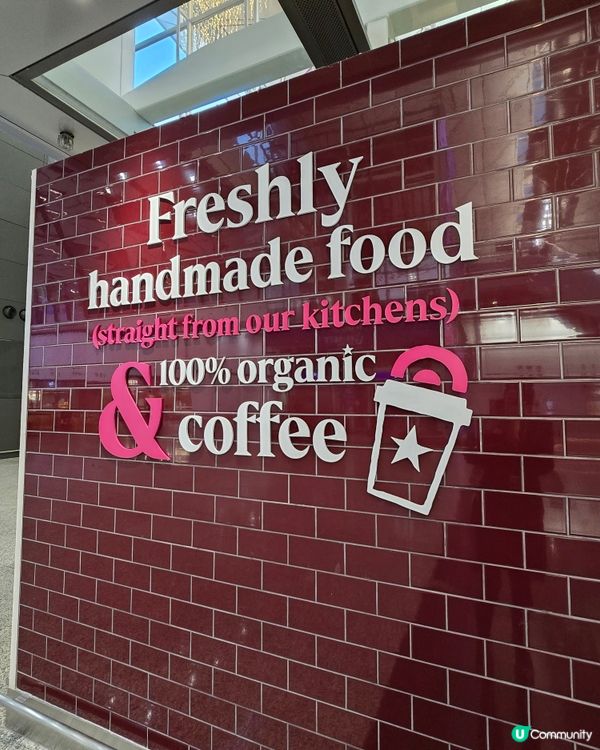 Freshly
handmade food
(straight from our kitchens)
& 100% organic
coffee
U Community